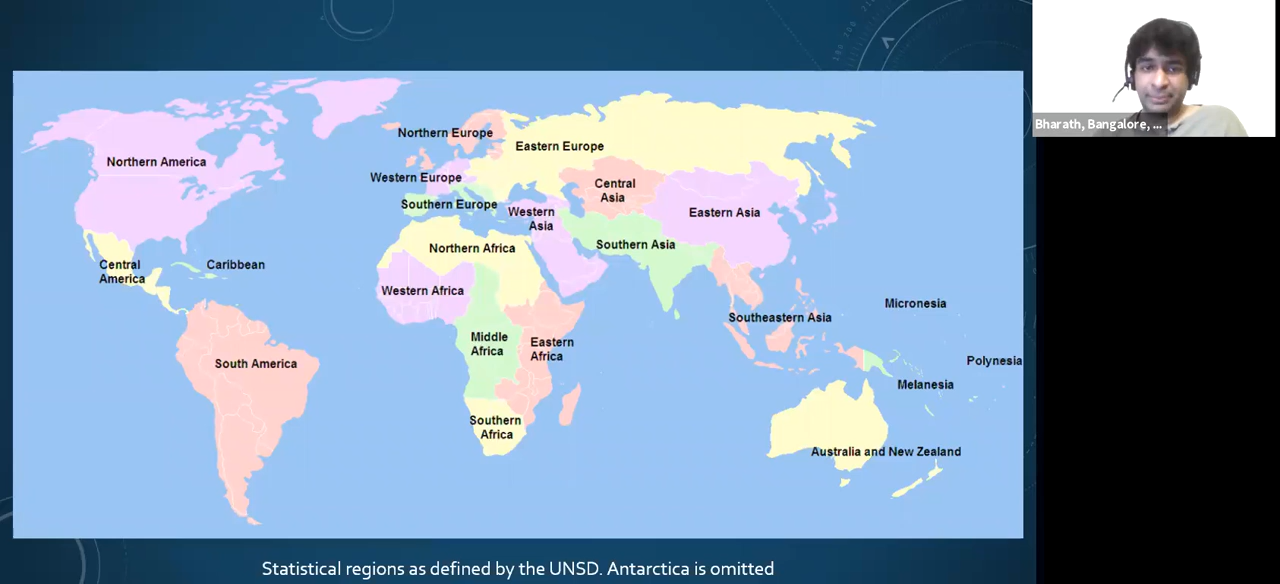 Bharath, Bangalore, ...
Northern Europe
Eastern Europe
Northern America
Western Europe
Central
Asia
Southern Europe
Western
Asia
Eastern Asia
Southern Asia
Northern Africa
Central
America
Caribbean
Western Africa
Micronesia
Southeastern Asia
Middle
Africa
Eastern
Africa
South America
Polynesia
Melanesia
Southern
Africa
Australia and New Zealand
Statistical regions as defined by the UNSD. Antarctica is omitted